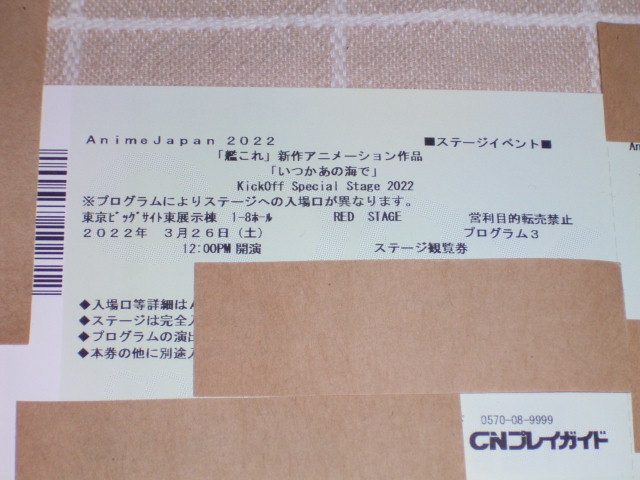 AnimeJapan 2022 ■ステージイベント■
「艦これ」新作アニメーション作品
「いつかあの海で」
KickOff Special Stage 2022
※プログラムによりステージへの入場口が異なります。
東京ﾋﾞｯｸﾞｻｲﾄ東展示棟 1-8ﾎｰﾙ RED STAGE 営利目的転売禁止
2022年 3月26日(土) プログラム3
12:00PM 開演 ステージ観覧券
◆入場口等詳細は
◆ステージは完全
◆プログラムの演出
◆本券の他に別途入
An
0570-08-9999
CNプレイガイド